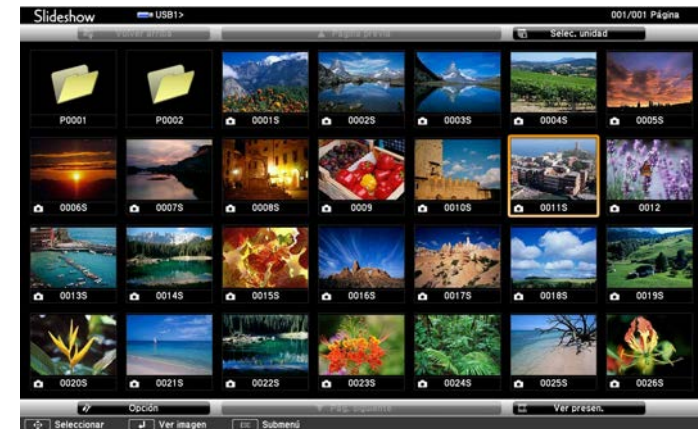 Slideshow USB1> 001/001 Página
Volver arriba Página previa Selec. unidad
P0001 P0002 0001S 0002S 0003S 0004S 0005S
0006S 0007S 0008S 0009 0010S 0011S 0012
0013S 0014S 0015S 0016S 0017S 0018S 0019S
0020S 0021S 0022S 0023S 0024S 0025S 0026S
Opción Pág. siguiente Ver presen.
Seleccionar Ver imagen Esc Submenú